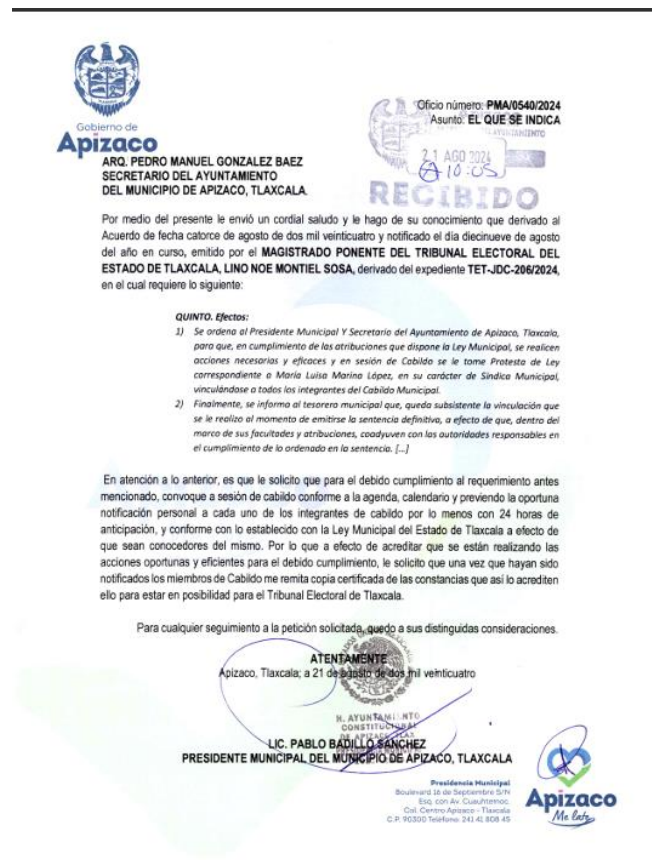 Gobierno de
Apizaco
Oficio número: PMA/0540/2024
Asunto: EL QUE SE INDICA
AYUNTAMIENTO
21 AGO 2024
10:05
RECIBIDO
ARQ. PEDRO MANUEL GONZALEZ BAEZ
SECRETARIO DEL AYUNTAMIENTO
DEL MUNICIPIO DE APIZACO, TLAXCALA.
Por medio del presente le envió un cordial saludo y le hago de su conocimiento que derivado al
Acuerdo de fecha catorce de agosto de dos mil veinticuatro y notificado el día diecinueve de agosto
del año en curso, emitido por el MAGISTRADO PONENTE DEL TRIBUNAL ELECTORAL DEL
ESTADO DE TLAXCALA, LINO NOE MONTIEL SOSA, derivado del expediente TET-JDC-206/2024,
en el cual requiere lo siguiente:
QUINTO. Efectos:
1) Se ordena al Presidente Municipal Y Secretario del Ayuntamiento de Apizaco, Tlaxcala,
para que, en cumplimiento de las atribuciones que dispone la Ley Municipal, se realicen
acciones necesarias y eficaces y en sesión de Cabildo se le tome Protesta de Ley
correspondiente a María Luisa Marina López, en su carácter de Síndica Municipal,
vinculándose a todos los integrantes del Cabildo Municipal.
2) Finalmente, se informa al tesorero municipal que, queda subsistente la vinculación que
se le realizo al momento de emitirse la sentencia definitiva, a efecto de que, dentro del
marco de sus facultades y atribuciones, coadyuven con las autoridades responsables en
el cumplimiento de lo ordenado en la sentencia. [...]
En atención a lo anterior, es que le solicito que para el debido cumplimiento al requerimiento antes
mencionado, convoque a sesión de cabildo conforme a la agenda, calendario y previendo la oportuna
notificación personal a cada uno de los integrantes de cabildo por lo menos con 24 horas de
anticipación, y conforme con lo establecido con la Ley Municipal del Estado de Tlaxcala a efecto de
que sean conocedores del mismo. Por lo que a efecto de acreditar que se están realizando las
acciones oportunas y eficientes para el debido cumplimiento, le solicito que una vez que hayan sido
notificados los miembros de Cabildo me remita copia certificada de las constancias que así lo acrediten
ello para estar en posibilidad para el Tribunal Electoral de Tlaxcala.
Para cualquier seguimiento a la petición solicitada, quedo a sus distinguidas consideraciones.
ATENTAMENTE
Apizaco, Tlaxcala; a 21 de agosto de dos mil veinticuatro
H. AYUNTAMIENTO
CONSTITUCIONAL
DE APIZACO, TLAX.
LIC. PABLO BADILLO SANCHEZ
PRESIDENTE MUNICIPAL DEL MUNICIPIO DE APIZACO, TLAXCALA
Presidencia Municipal
Boulevard 16 de Septiembre S/N
Esq. con Av. Cuauhtemoc.
Col. Centro Apizaco - Tlaxcala
C.P. 90300 Teléfono: 241 41 808 45
Apizaco
Me late